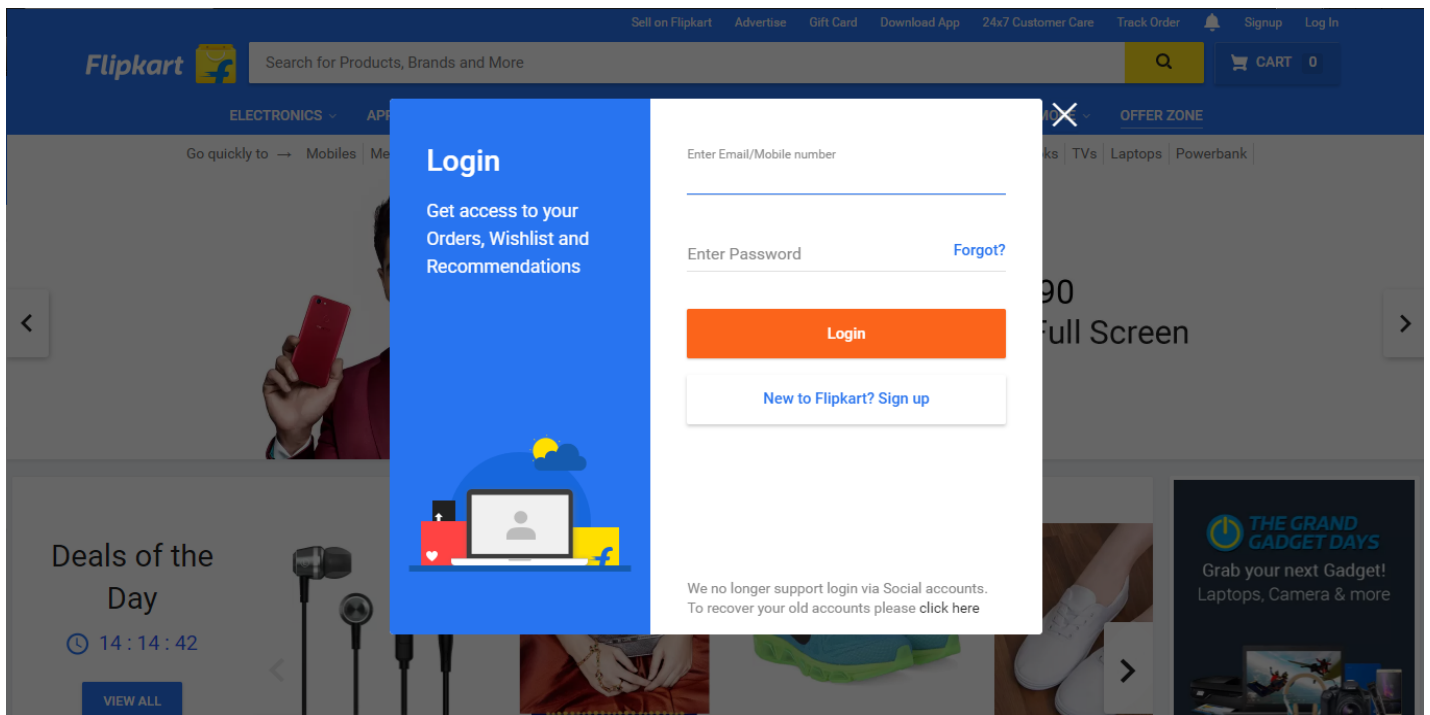 Sell on Flipkart Advertise Gift Card Download App 24x7 Customer Care Track Order Signup Log In
Flipkart
Search for Products, Brands and More
CART 0
ELECTRONICS OFFER ZONE
Go quickly to → Mobiles TVs Laptops Powerbank
Login
Get access to your
Orders, Wishlist and
Recommendations
Enter Email/Mobile number
Enter Password Forgot?
Login
New to Flipkart? Sign up
We no longer support login via Social accounts.
To recover your old accounts please click here
90
Full Screen
Deals of the
Day
14 : 14 : 42
VIEW ALL
THE GRAND
GADGET DAYS
Grab your next Gadget!
Laptops, Camera & more